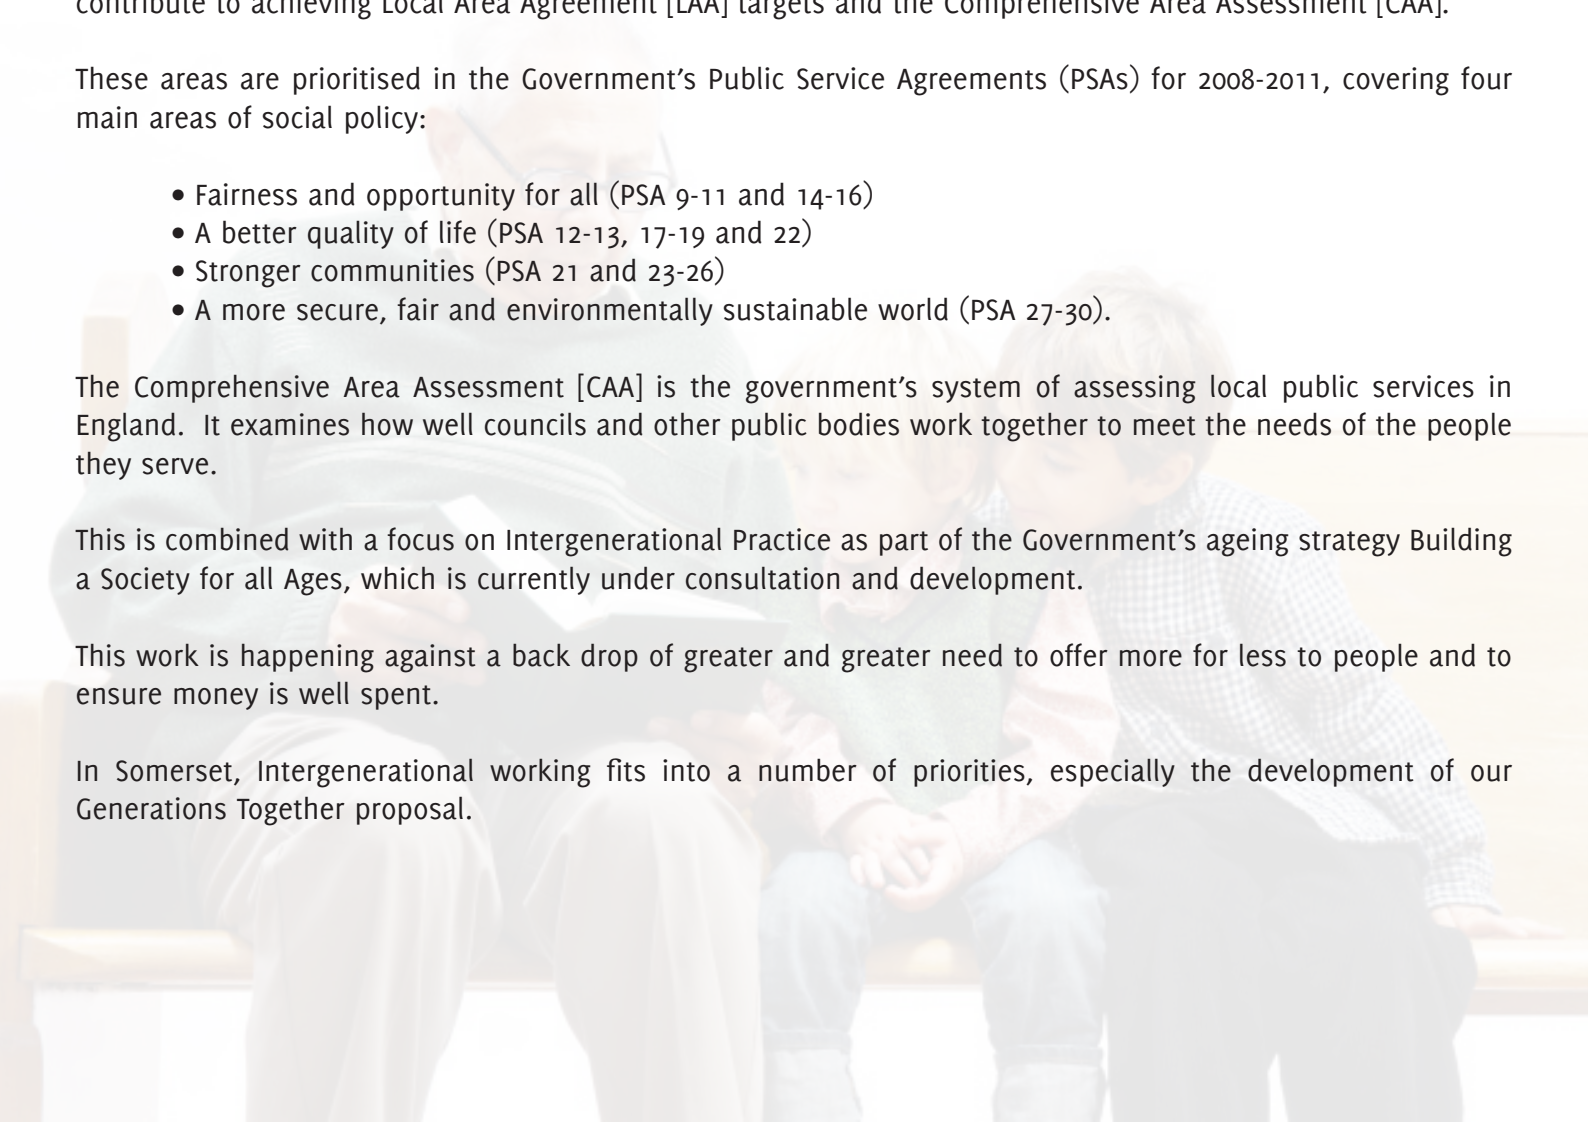 contribute to achieving Local Area Agreement [LAA] targets and the Comprehensive Area Assessment [CAA].
These areas are prioritised in the Government's Public Service Agreements (PSAs) for 2008-2011, covering four
main areas of social policy:
• Fairness and opportunity for all (PSA 9-11 and 14-16)
• A better quality of life (PSA 12-13, 17-19 and 22)
• Stronger communities (PSA 21 and 23-26)
• A more secure, fair and environmentally sustainable world (PSA 27-30).
The Comprehensive Area Assessment [CAA] is the government's system of assessing local public services in
England. It examines how well councils and other public bodies work together to meet the needs of the people
they serve.
This is combined with a focus on Intergenerational Practice as part of the Government's ageing strategy Building
a Society for all Ages, which is currently under consultation and development.
This work is happening against a back drop of greater and greater need to offer more for less to people and to
ensure money is well spent.
In Somerset, Intergenerational working fits into a number of priorities, especially the development of our
Generations Together proposal.